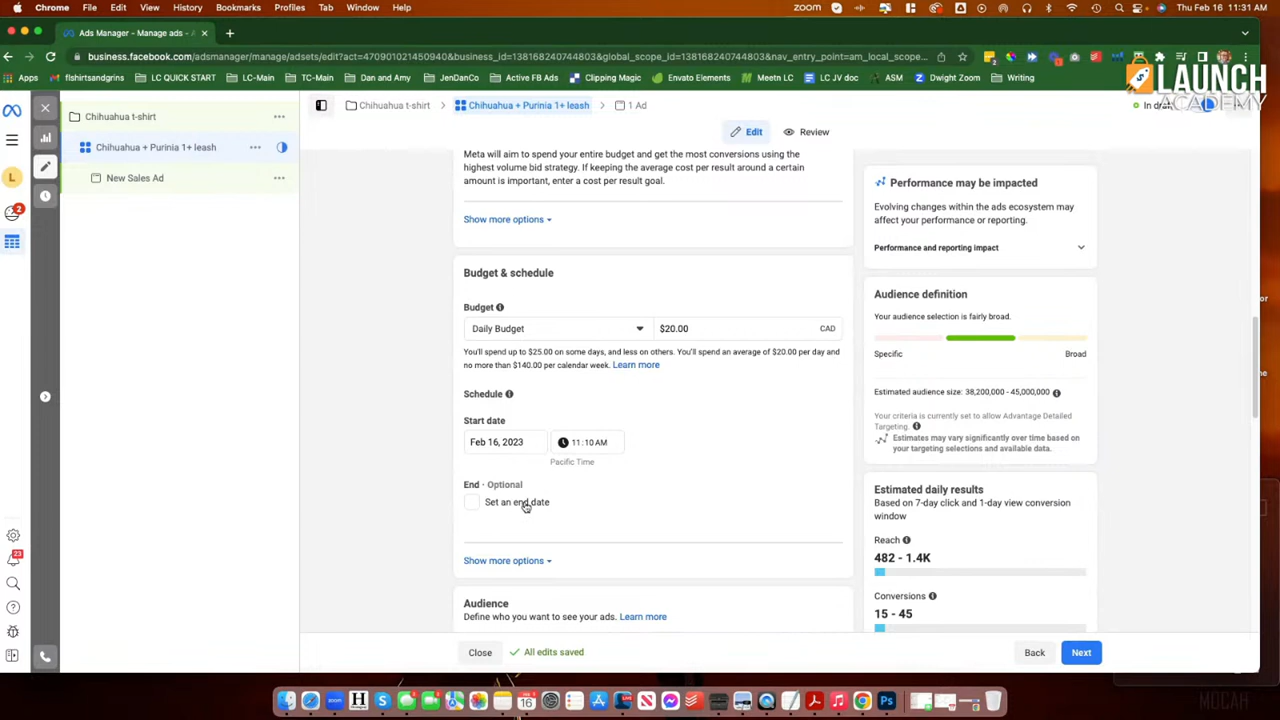 Chrome File Edit View History Bookmarks Profiles Tab Window Help
zoom Thu Feb 16 11:31 AM
Ads Manager - Manage ads -
business.facebook.com/adsmanager/manage/adsets/edit?act=470901021450940&business_id=138168240744803&global_scope_id=138168240744803&nav_entry_point=am_local_scope...
Apps flshirtsandgrins LC QUICK START LC-Main TC-Main Dan and Amy JenDanCo Active FB Ads Clipping Magic Envato Elements Meetn LC LC JV doc ASM Dwight Zoom Writing
LAUNCH
ACADEMY
Chihuahua t-shirt
Chihuahua + Purinia 1+ leash
New Sales Ad
L
2
23
Chihuahua t-shirt Chihuahua + Purinia 1+ leash 1 Ad
Edit Review
Meta will aim to spend your entire budget and get the most conversions using the
highest volume bid strategy. If keeping the average cost per result around a certain
amount is important, enter a cost per result goal.
Show more options
Budget & schedule
Budget
Daily Budget $20.00 CAD
You'll spend up to $25.00 on some days, and less on others. You'll spend an average of $20.00 per day and
no more than $140.00 per calendar week. Learn more
Schedule
Start date
Feb 16, 2023 11:10 AM
Pacific Time
End · Optional
Set an end date
Show more options
Audience
Define who you want to see your ads. Learn more
Close All edits saved Back Next
Performance may be impacted
Evolving changes within the ads ecosystem may
affect your performance or reporting.
Performance and reporting impact
Audience definition
Your audience selection is fairly broad.
Specific Broad
Estimated audience size: 38,200,000 - 45,000,000
Your criteria is currently set to allow Advantage Detailed
Targeting.
Estimates may vary significantly over time based on
your targeting selections and available data.
Estimated daily results
Based on 7-day click and 1-day view conversion
window
Reach
482 - 1.4K
Conversions
15 - 45
MOCAH